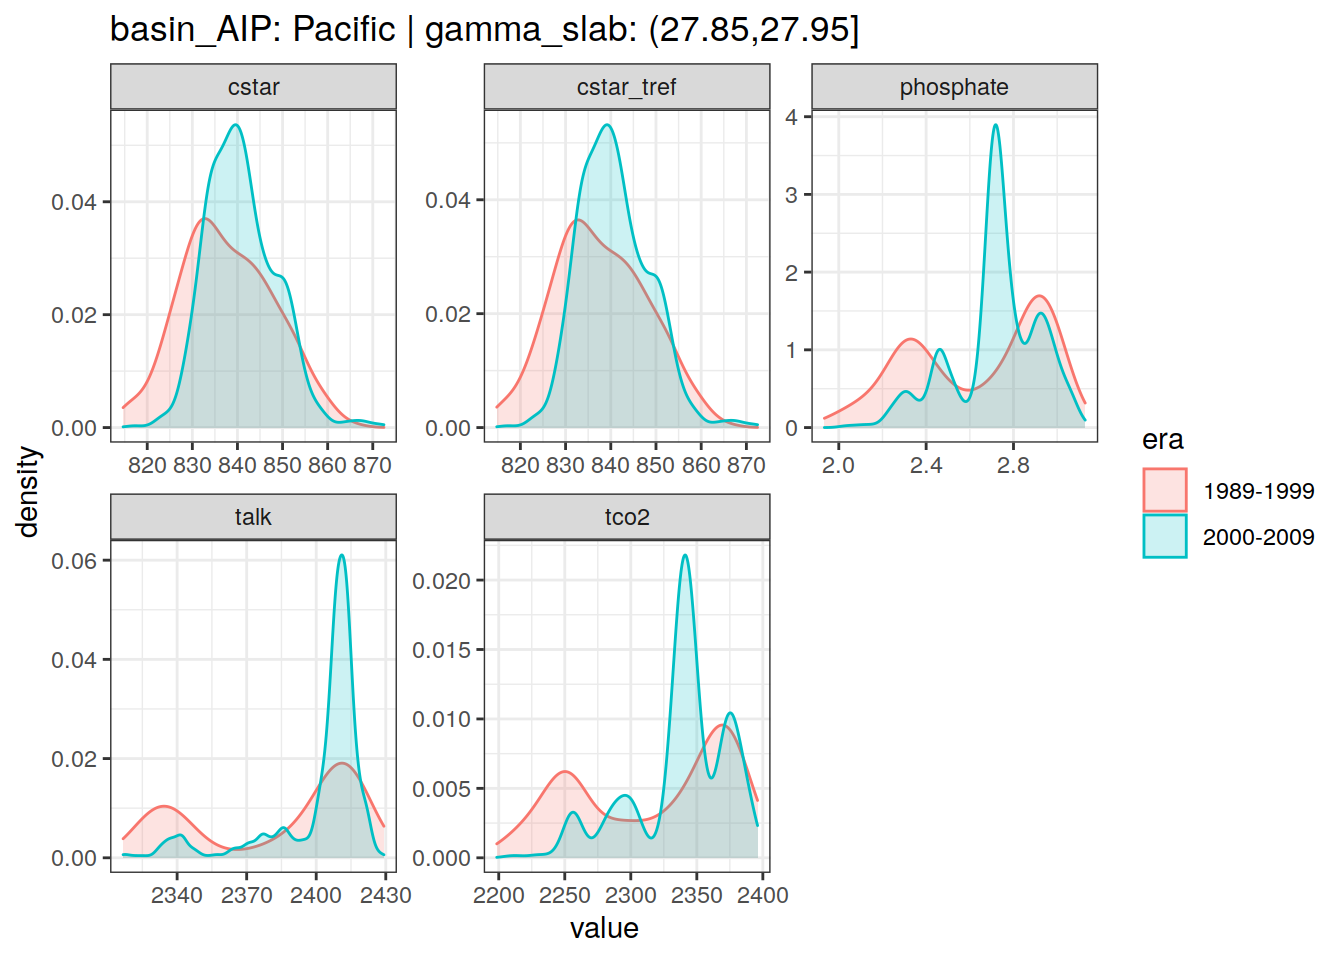 basin_AIP: Pacific | gamma_slab: (27.85,27.95]
cstar
cstar_tref
phosphate
0.04
0.02
0.00
820 830 840 850 860 870
0.04
0.02
0.00
820 830 840 850 860 870
4
3
2
1
0
2.0 2.4 2.8
density
talk
tco2
0.06
0.04
0.02
0.00
2340 2370 2400 2430
0.020
0.015
0.010
0.005
0.000
2200 2250 2300 2350 2400
value
era
1989-1999
2000-2009